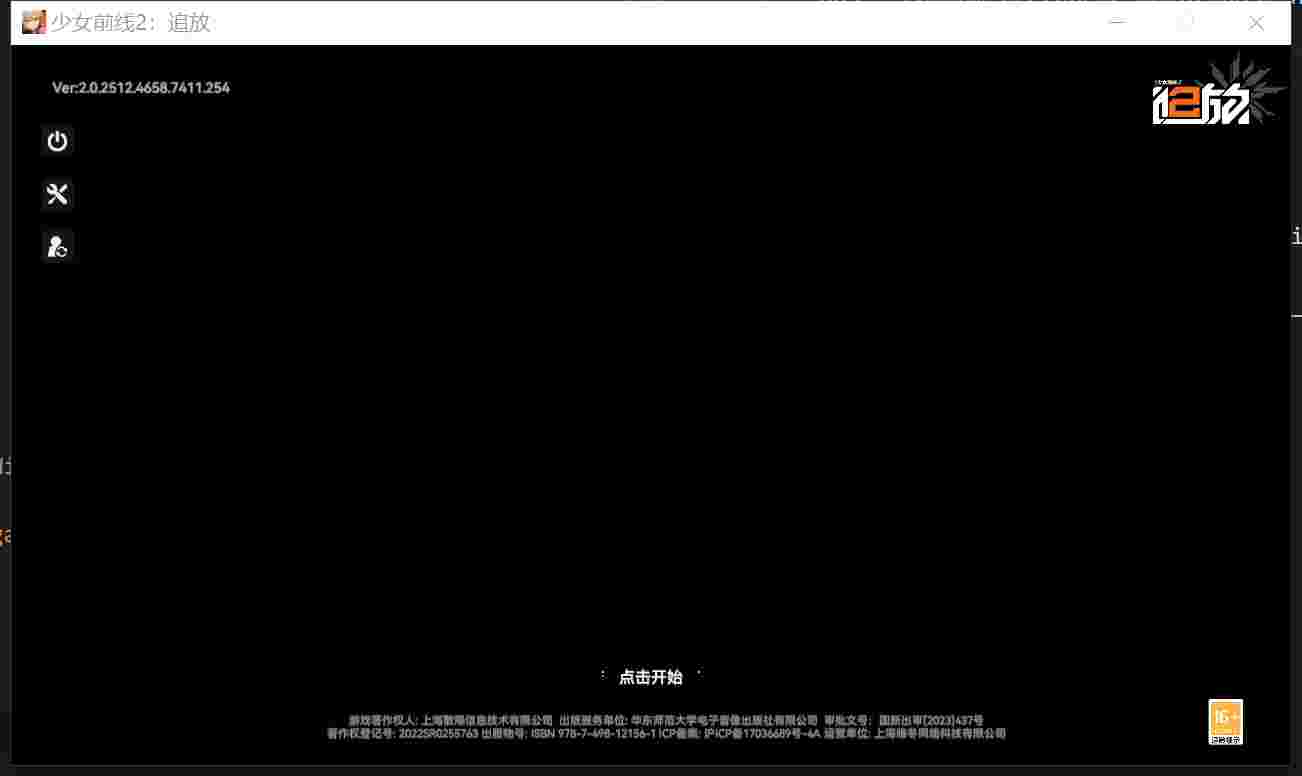 少女前线2：追放
Ver:2.0.2512.4658.7411.254
追放
点击开始
游戏著作权人: 上海散爆信息技术有限公司 出版服务单位: 华东师范大学电子音像出版社有限公司 审批文号: 国新出审[2023]437号
著作权登记号: 2022SR0255763 出版物号: ISBN 978-7-498-12156-1 ICP备案: 沪ICP备17036689号-4A 运营单位: 上海暗冬网络科技有限公司
16+
适龄提示